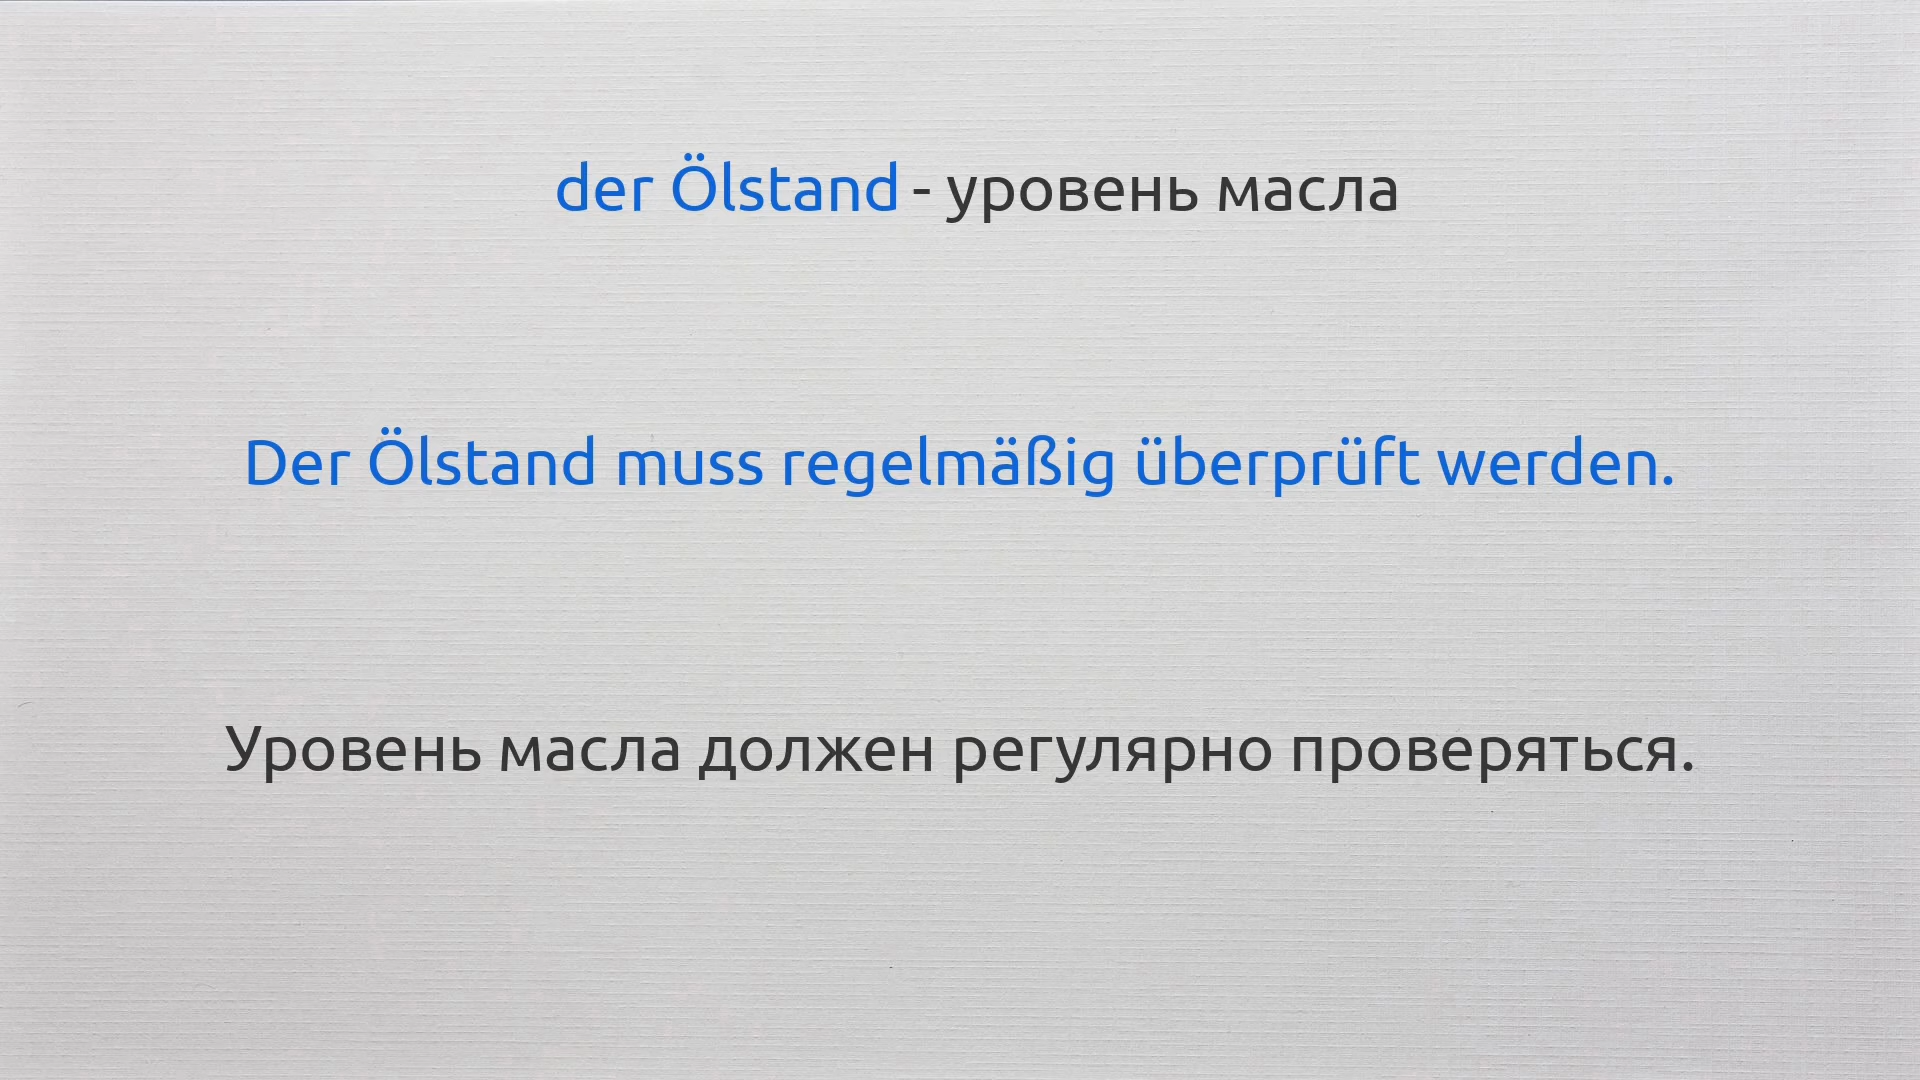 der Ölstand - уровень масла
Der Ölstand muss regelmäßig überprüft werden.
Уровень масла должен регулярно проверяться.